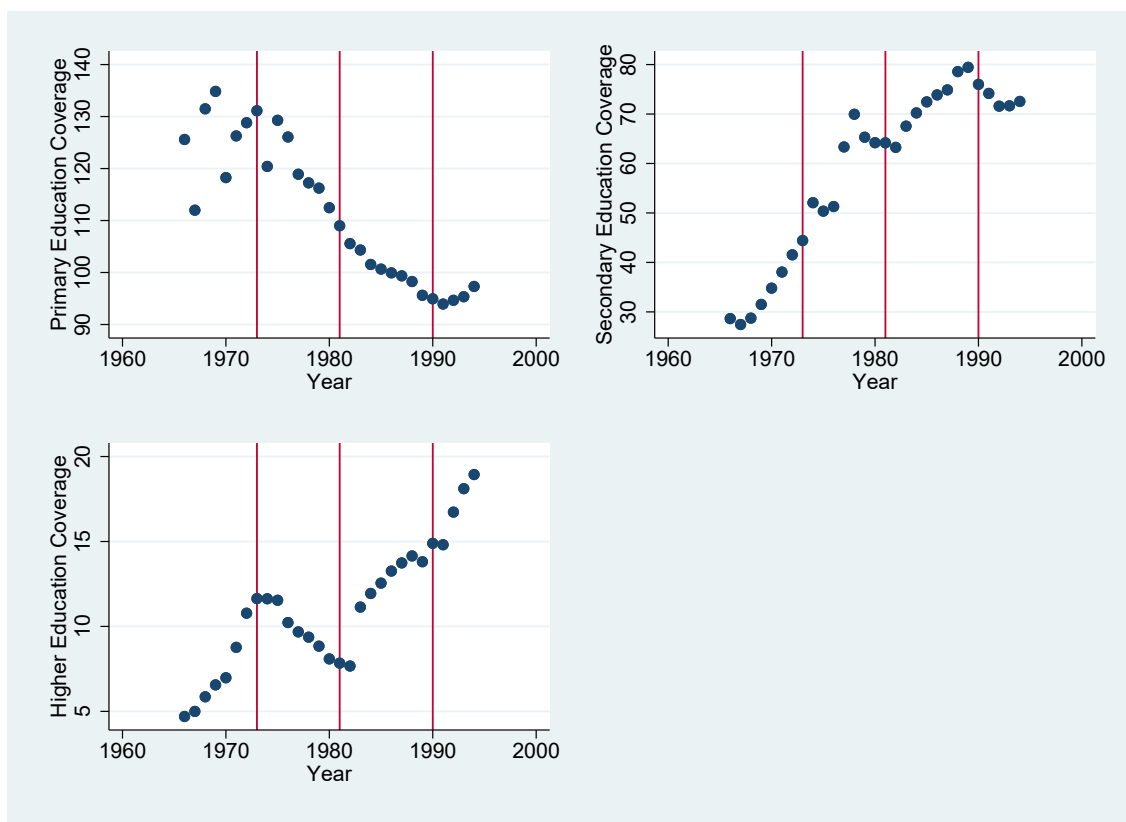 Primary Education Coverage
140
130
120
110
100
90
1960 1970 1980 1990 2000
Year
Secondary Education Coverage
80
70
60
50
40
30
1960 1970 1980 1990 2000
Year
Higher Education Coverage
20
15
10
5
1960 1970 1980 1990 2000
Year